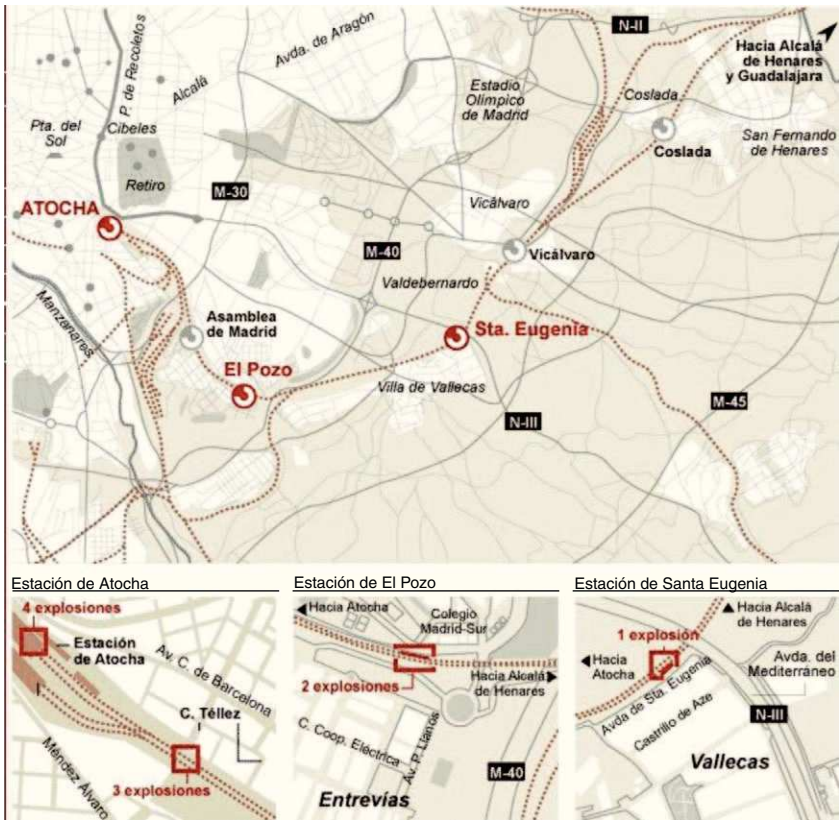 N-II
Hacia Alcalá
de Henares
y Guadalajara
Avda. de Aragón
P. de Recoletos
Alcalá
Estadio
Olímpico
de Madrid
Coslada
Pta. del
Sol
Cibeles
Coslada
San Fernando
de Henares
Retiro
M-30
ATOCHA
Vicálvaro
M-40
Vicálvaro
Valdebernardo
Manzanares
Asamblea
de Madrid
Sta. Eugenia
El Pozo
Villa de Vallecas
M-45
N-III
Estación de Atocha
4 explosiones
Estación
de Atocha
Av. C. de Barcelona
C. Téllez
Méndez Álvaro
3 explosiones
Estación de El Pozo
Hacia Atocha
Colegio
Madrid-Sur
2 explosiones
Hacia Alcalá
de Henares
C. Coop. Eléctrica
Av. P. Llanos
M-40
Entrevías
Estación de Santa Eugenia
Hacia Alcalá
de Henares
1 explosión
Hacia
Atocha
Avda. del
Mediterráneo
Avda de Sta. Eugenia
Castrillo de Aze
N-III
Vallecas